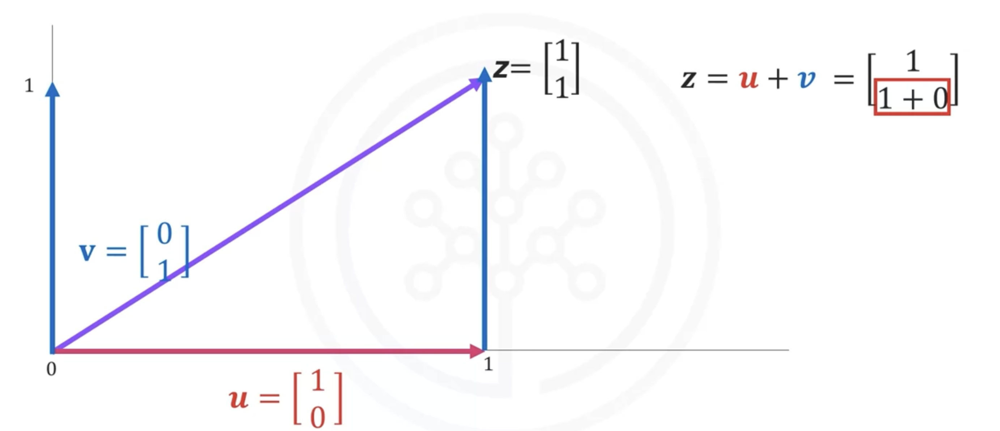 1
z= [1
1]
z = u + v = [1
1 + 0]
v = [0
1]
0
1
u = [1
0]